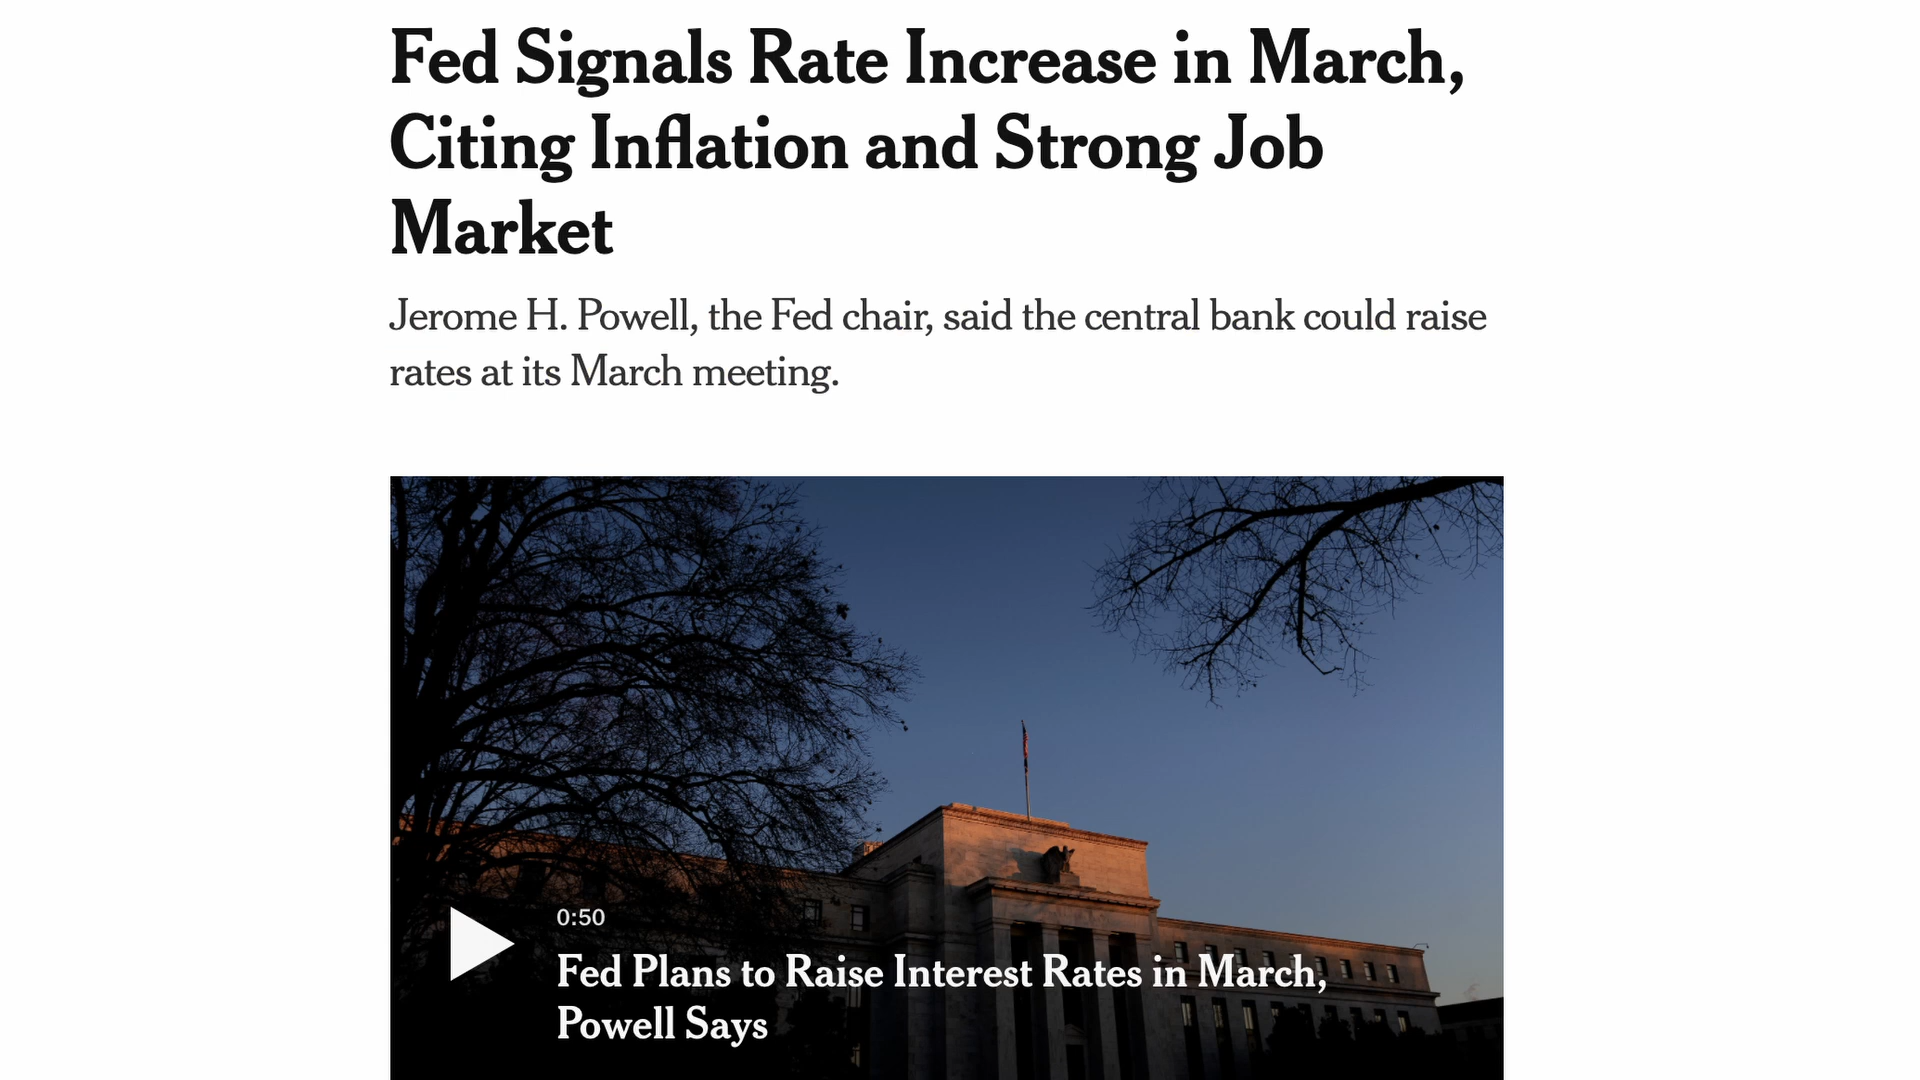 Fed Signals Rate Increase in March,
Citing Inflation and Strong Job
Market
Jerome H. Powell, the Fed chair, said the central bank could raise
rates at its March meeting.
0:50
Fed Plans to Raise Interest Rates in March,
Powell Says